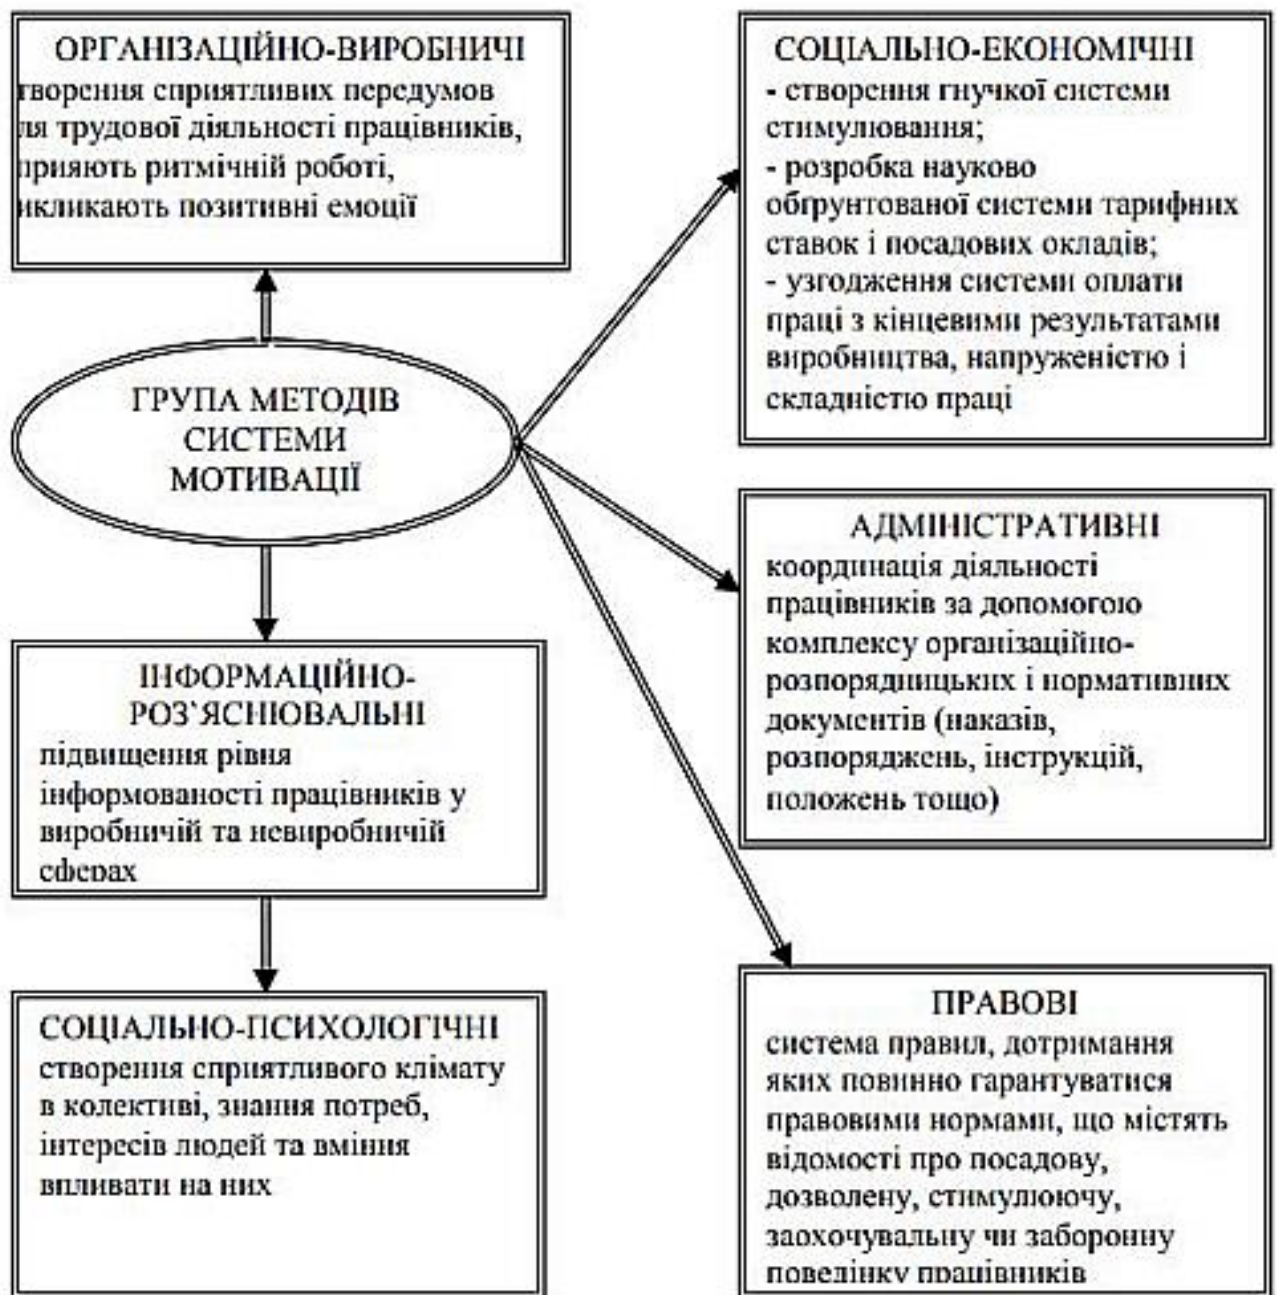 ОРГАНІЗАЦІЙНО-ВИРОБНИЧІ
творення сприятливих передумов
ля трудової діяльності працівників,
прияють ритмічній роботі,
икликають позитивні емоції
ГРУПА МЕТОДІВ
СИСТЕМИ
МОТИВАЦІЇ
ІНФОРМАЦІЙНО-
РОЗ`ЯСНЮВАЛЬНІ
підвищення рівня
інформованості працівників у
виробничій та невиробничій
сферах
СОЦІАЛЬНО-ПСИХОЛОГІЧНІ
створення сприятливого клімату
в колективі, знання потреб,
інтересів людей та вміння
впливати на них
СОЦІАЛЬНО-ЕКОНОМІЧНІ
- створення гнучкої системи
стимулювання;
- розробка науково
обґрунтованої системи тарифних
ставок і посадових окладів;
- узгодження системи оплати
праці з кінцевими результатами
виробництва, напруженістю і
складністю праці
АДМІНІСТРАТИВНІ
координація діяльності
працівників за допомогою
комплексу організаційно-
розпорядницьких і нормативних
документів (наказів,
розпоряджень, інструкцій,
положень тощо)
ПРАВОВІ
система правил, дотримання
яких повинно гарантуватися
правовими нормами, що містять
відомості про посадову,
дозволену, стимулюючу,
заохочувальну чи заборонну
поведінку працівників